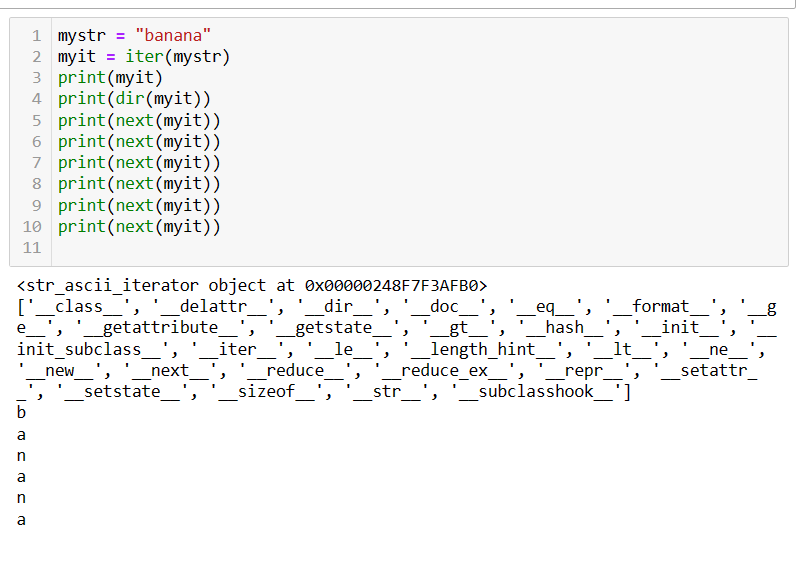 1 mystr = "banana"
2 myit = iter(mystr)
3 print(myit)
4 print(dir(myit))
5 print(next(myit))
6 print(next(myit))
7 print(next(myit))
8 print(next(myit))
9 print(next(myit))
10 print(next(myit))
11
<str_ascii_iterator object at 0x00000248F7F3AFB0>
['__class__', '__delattr__', '__dir__', '__doc__', '__eq__', '__format__', '__g
e__', '__getattribute__', '__getstate__', '__gt__', '__hash__', '__init__', '__
init_subclass__', '__iter__', '__le__', '__length_hint__', '__lt__', '__ne__',
'__new__', '__next__', '__reduce__', '__reduce_ex__', '__repr__', '__setattr_
_', '__setstate__', '__sizeof__', '__str__', '__subclasshook__']
b
a
n
a
n
a